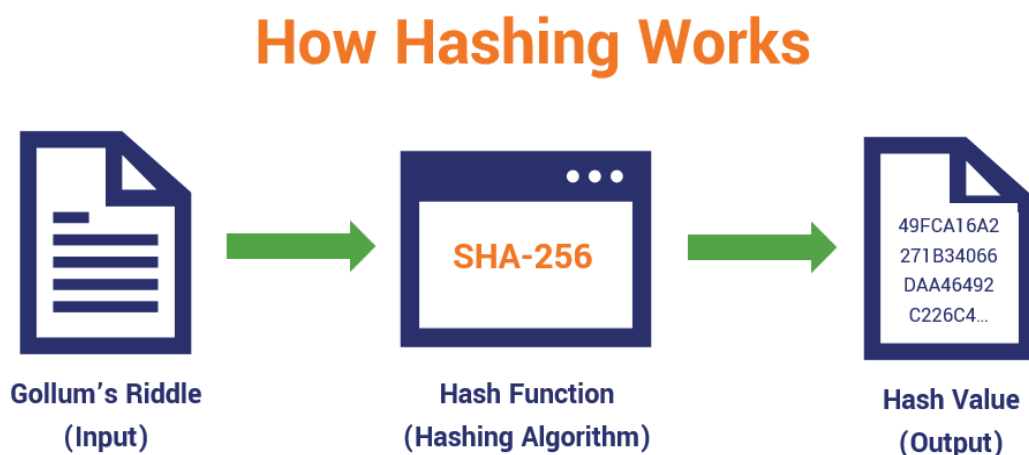 How Hashing Works
SHA-256
49FCA16A2
271B34066
DAA46492
C226C4...
Gollum's Riddle
(Input)
Hash Function
(Hashing Algorithm)
Hash Value
(Output)